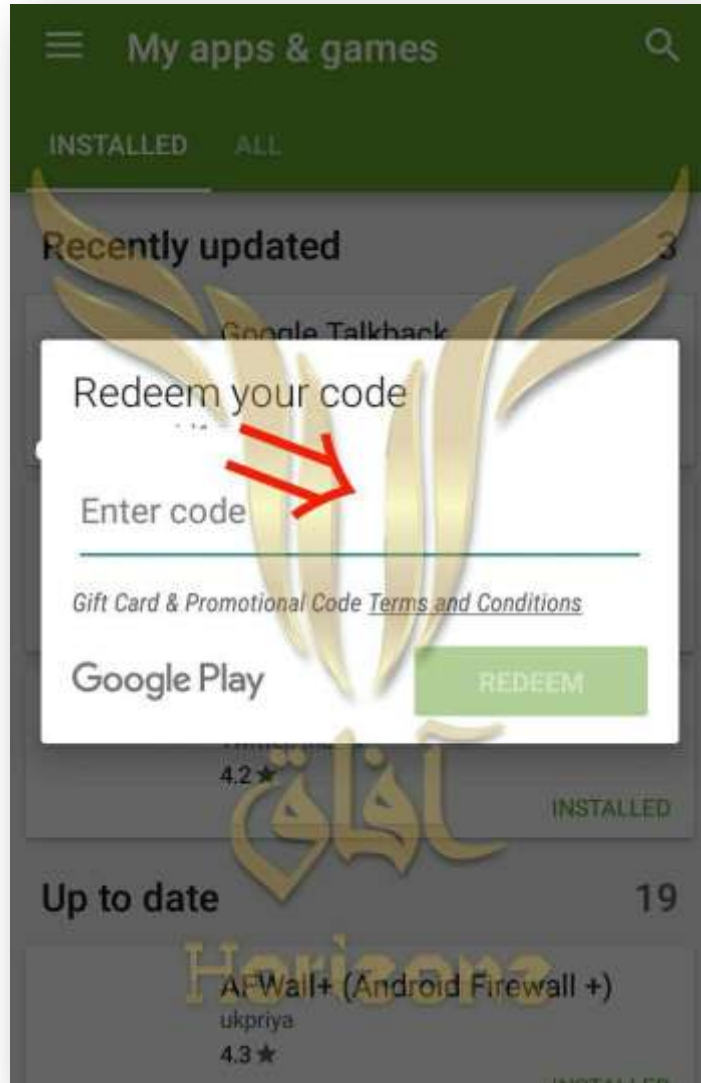 My apps & games
INSTALLED ALL
Recently updated 3
Google Talkback
Redeem your code
Enter code
Gift Card & Promotional Code Terms and Conditions
Google Play REDEEM
4.2 ★
INSTALLED
آفاق
Up to date 19
Horizons
AFWall+ (Android Firewall +)
ukpriya
4.3 ★
INSTALLED